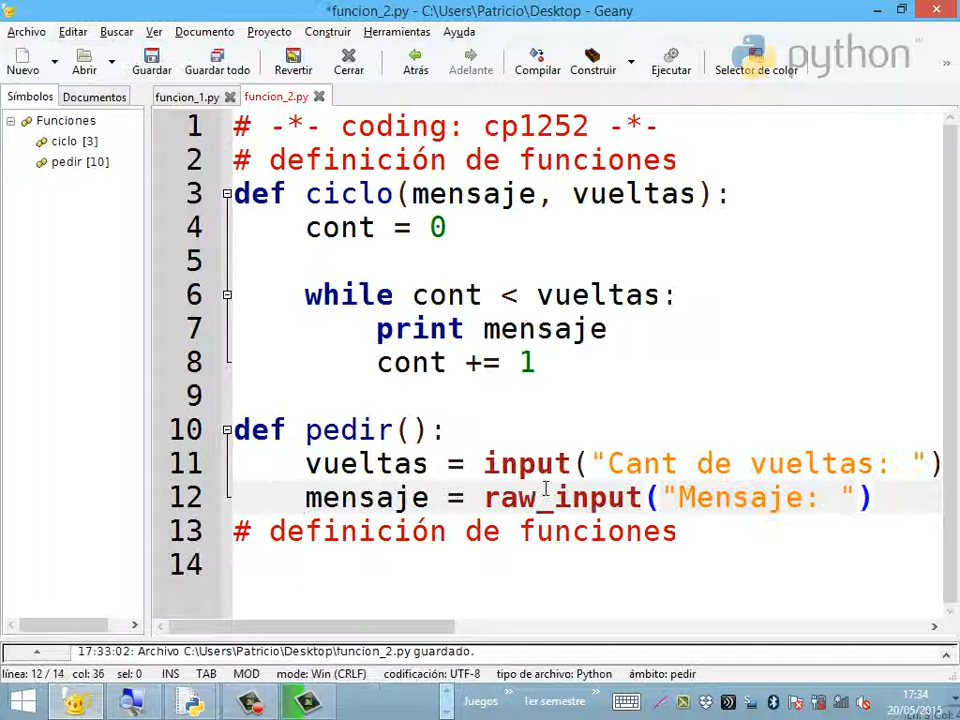 *funcion_2.py - C:\Users\Patricio\Desktop - Geany
Archivo Editar Buscar Ver Documento Proyecto Construir Herramientas Ayuda
Nuevo Abrir Guardar Guardar todo Revertir Cerrar Atrás Adelante Compilar Construir Ejecutar Selector de color
python
Símbolos Documentos funcion_1.py funcion_2.py
Funciones
ciclo [3]
pedir [10]
1 # -*- coding: cp1252 -*-
2 # definición de funciones
3 def ciclo(mensaje, vueltas):
4 cont = 0
5
6 while cont < vueltas:
7 print mensaje
8 cont += 1
9
10 def pedir():
11 vueltas = input("Cant de vueltas: ")
12 mensaje = raw_input("Mensaje: ")
13 # definición de funciones
14
17:33:02: Archivo C:\Users\Patricio\Desktop\funcion_2.py guardado.
línea: 12 / 14 col: 36 sel: 0 INS TAB MOD modo: Win (CRLF) codificación: UTF-8 tipo de archivo: Python ámbito: pedir
Juegos 1er semestre
17:34
20/05/2015